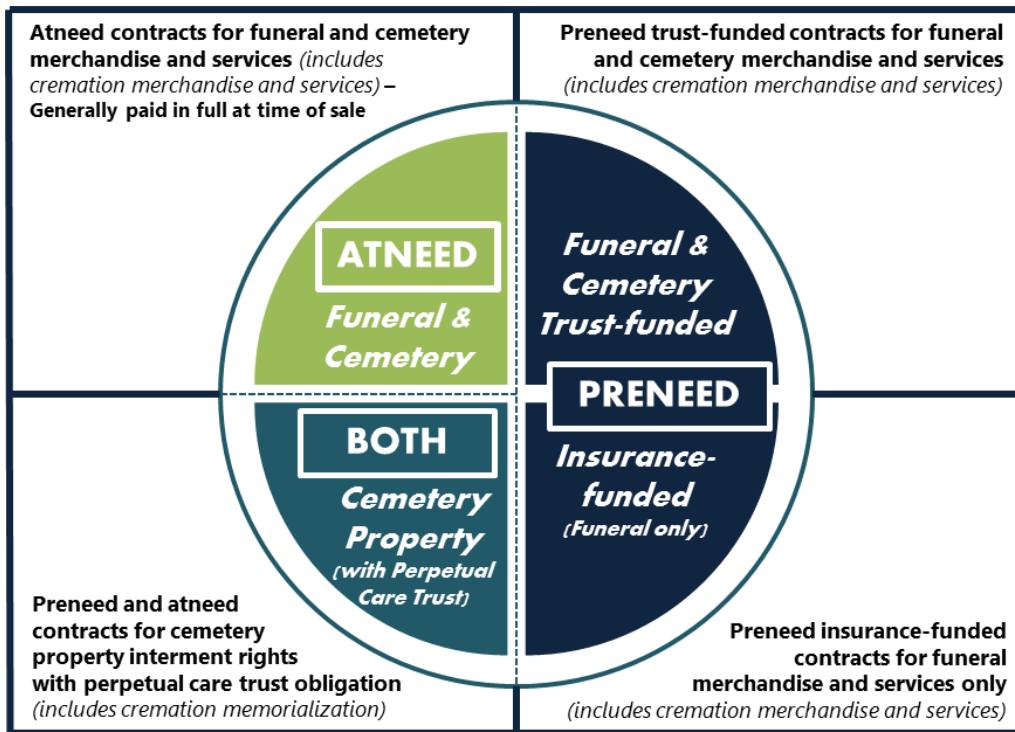 Atneed contracts for funeral and cemetery
merchandise and services (includes
cremation merchandise and services) –
Generally paid in full at time of sale
Preneed trust-funded contracts for funeral
and cemetery merchandise and services
(includes cremation merchandise and services)
ATNEED
Funeral &
Cemetery
Funeral &
Cemetery
Trust-funded
PRENEED
Insurance-
funded
(Funeral only)
BOTH
Cemetery
Property
(with Perpetual
Care Trust)
Preneed and atneed
contracts for cemetery
property interment rights
with perpetual care trust obligation
(includes cremation memorialization)
Preneed insurance-funded
contracts for funeral
merchandise and services only
(includes cremation merchandise and services)